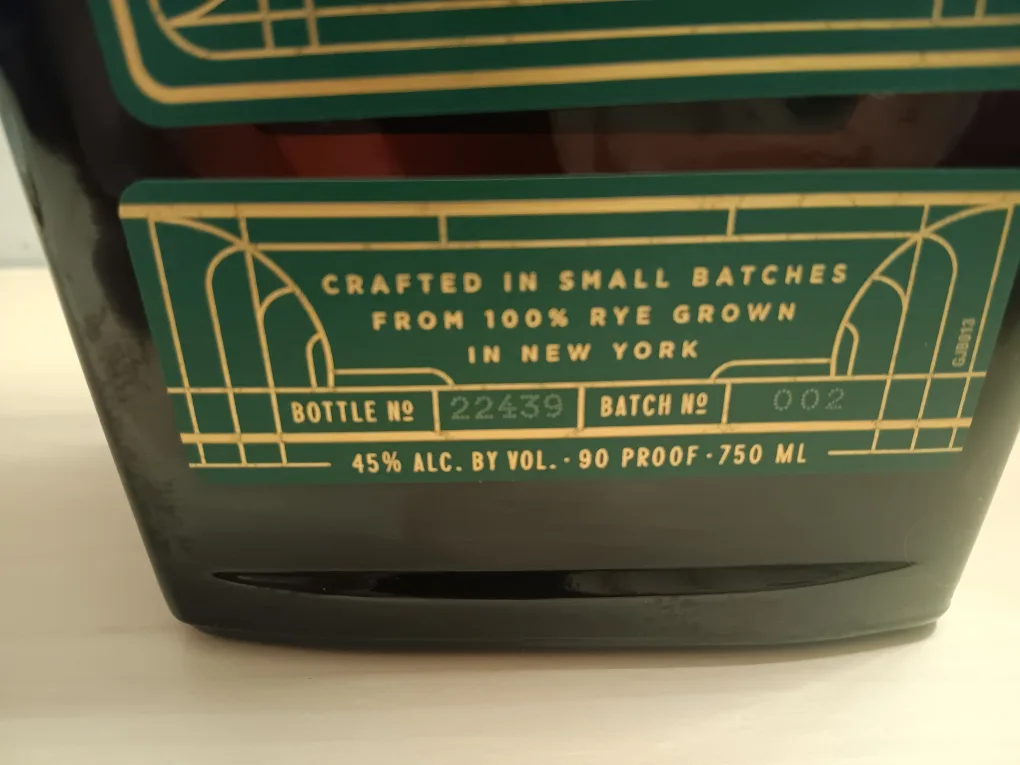 CRAFTED IN SMALL BATCHES
FROM 100% RYE GROWN
IN NEW YORK
BOTTLE Nº 22439 BATCH Nº 002
45% ALC. BY VOL. · 90 PROOF · 750 ML
GJB013